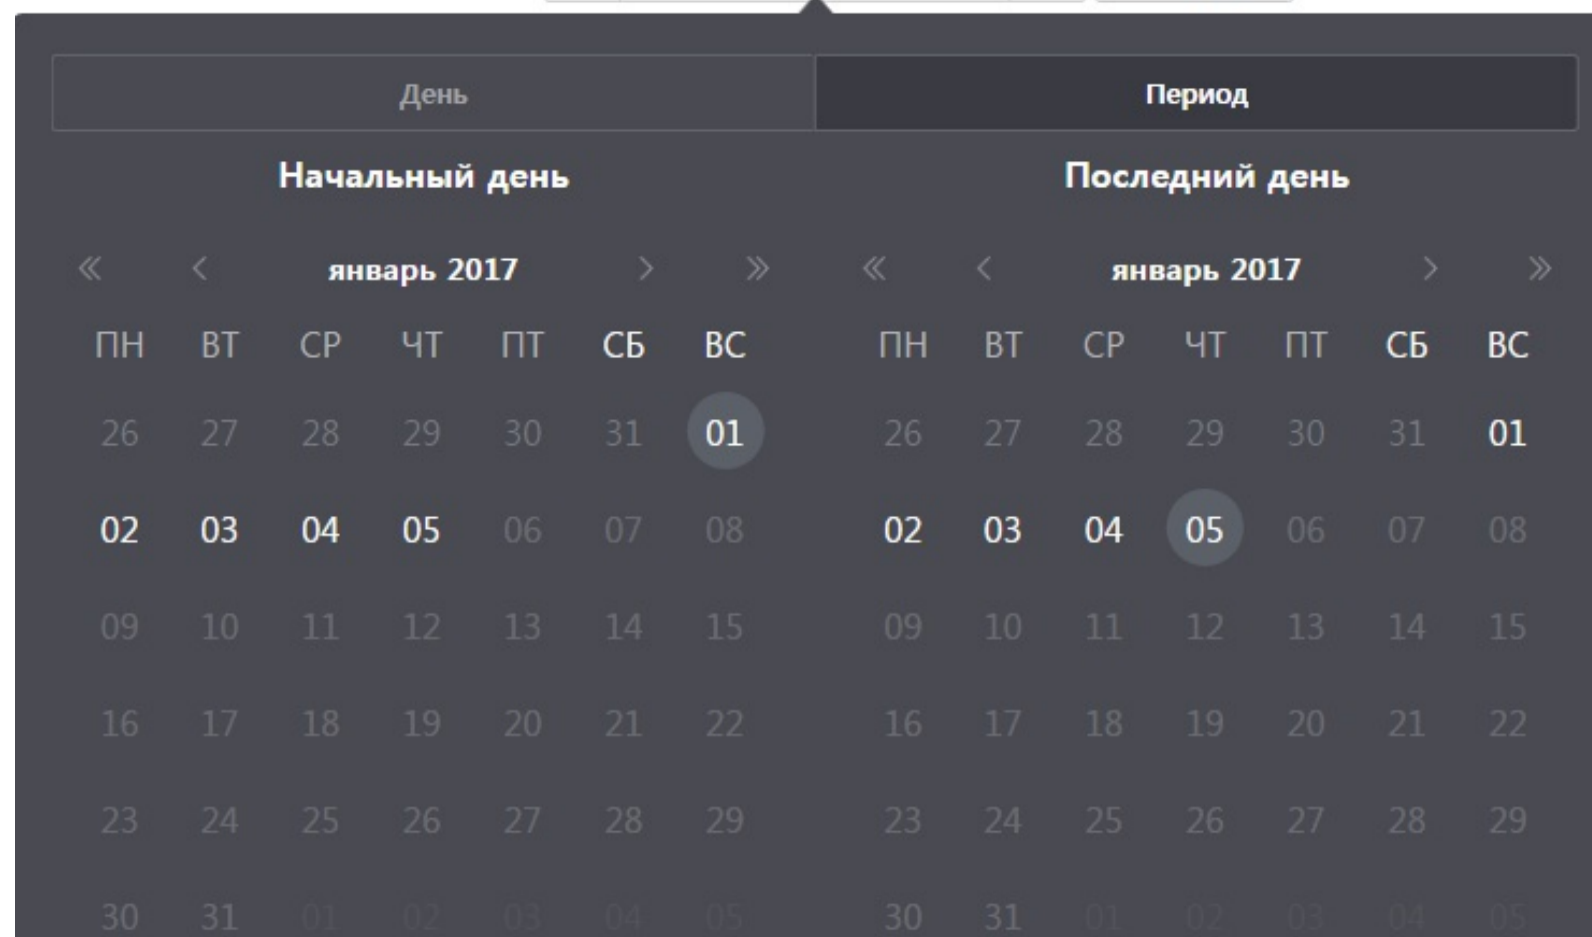 День Период
Начальный день Последний день
« < январь 2017 > » « < январь 2017 > »
ПН ВТ СР ЧТ ПТ СБ ВС ПН ВТ СР ЧТ ПТ СБ ВС
26 27 28 29 30 31 01 26 27 28 29 30 31 01
02 03 04 05 06 07 08 02 03 04 05 06 07 08
09 10 11 12 13 14 15 09 10 11 12 13 14 15
16 17 18 19 20 21 22 16 17 18 19 20 21 22
23 24 25 26 27 28 29 23 24 25 26 27 28 29
30 31 01 02 03 04 05 30 31 01 02 03 04 05